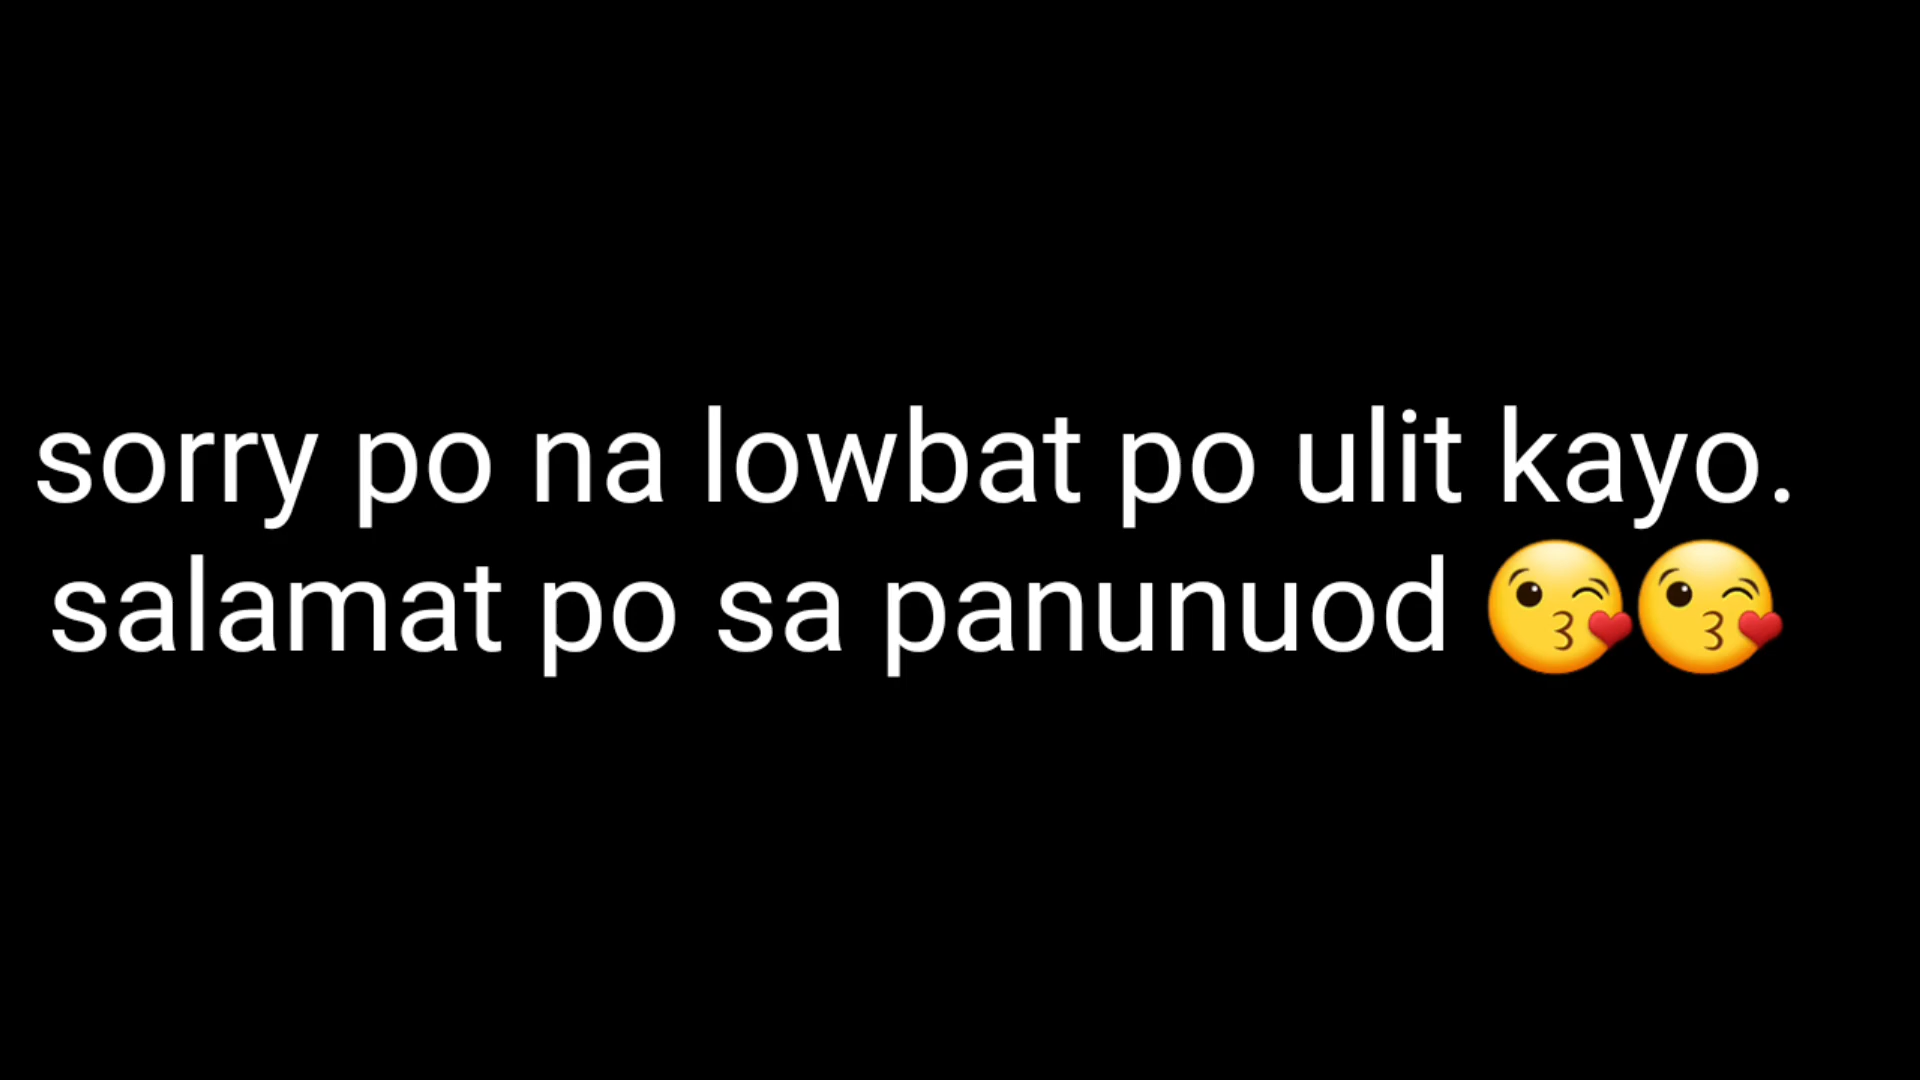 sorry po na lowbat po ulit kayo.
salamat po sa panunuod 😘😘